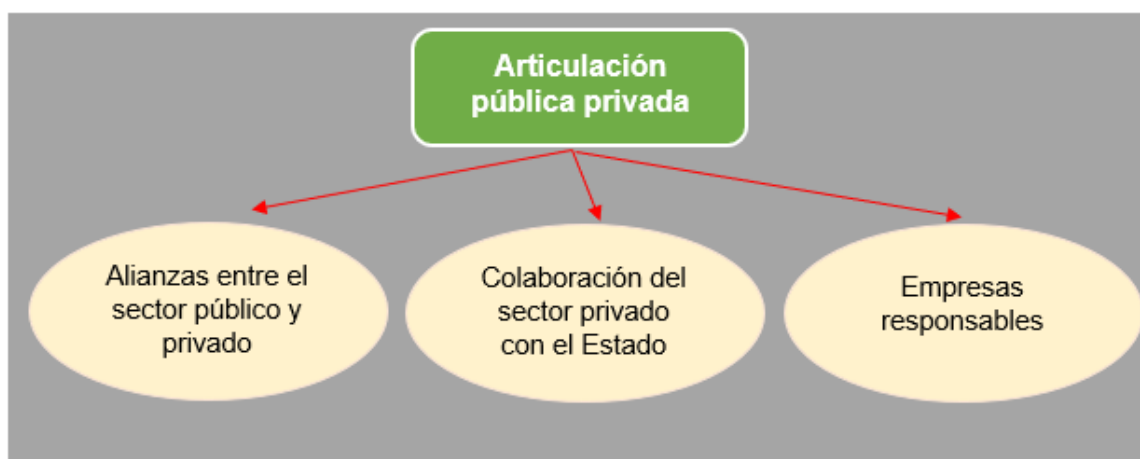 Articulación
pública privada
Alianzas entre el
sector público y
privado
Colaboración del
sector privado
con el Estado
Empresas
responsables